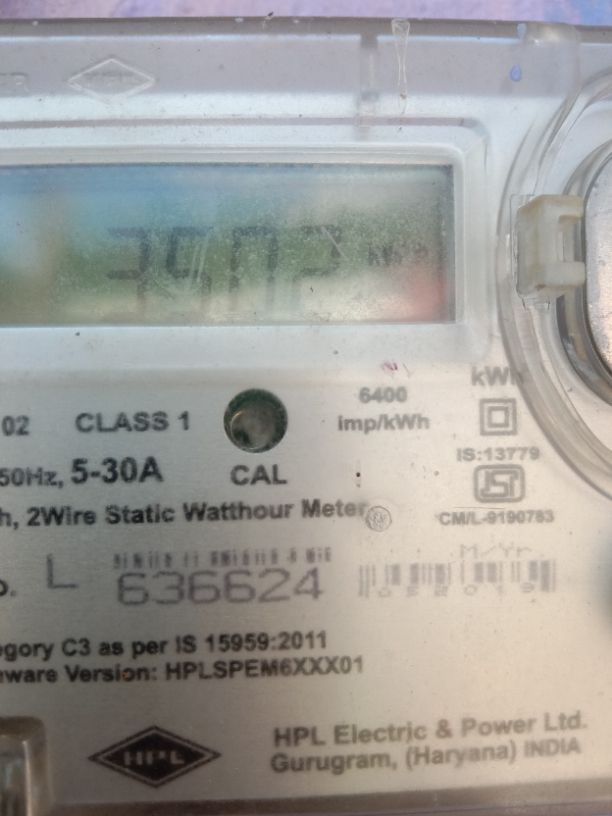 3502
02 CLASS 1
6400
imp/kWh
kWh
50Hz, 5-30A
CAL
IS:13779
h, 2Wire Static Watthour Meter
CM/L-9190783
o. L 636624
M/Yr.
egory C3 as per IS 15959:2011
ware Version: HPLSPEM6XXX01
HPL
HPL Electric & Power Ltd.
Gurugram, (Haryana) INDIA